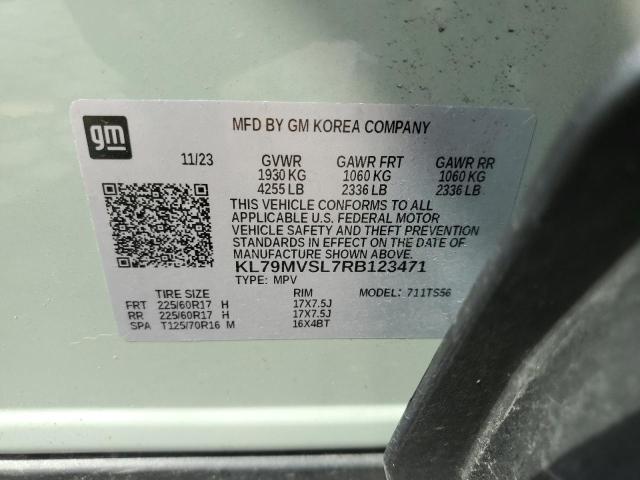 gm
MFD BY GM KOREA COMPANY
11/23 GVWR GAWR FRT GAWR RR
1930 KG 1060 KG 1060 KG
4255 LB 2336 LB 2336 LB
THIS VEHICLE CONFORMS TO ALL
APPLICABLE U.S. FEDERAL MOTOR
VEHICLE SAFETY AND THEFT PREVENTION
STANDARDS IN EFFECT ON THE DATE OF
MANUFACTURE SHOWN ABOVE.
KL79MVSL7RB123471
TYPE: MPV
TIRE SIZE RIM MODEL: 711TS56
FRT 225/60R17 H 17X7.5J
RR 225/60R17 H 17X7.5J
SPA T125/70R16 M 16X4BT